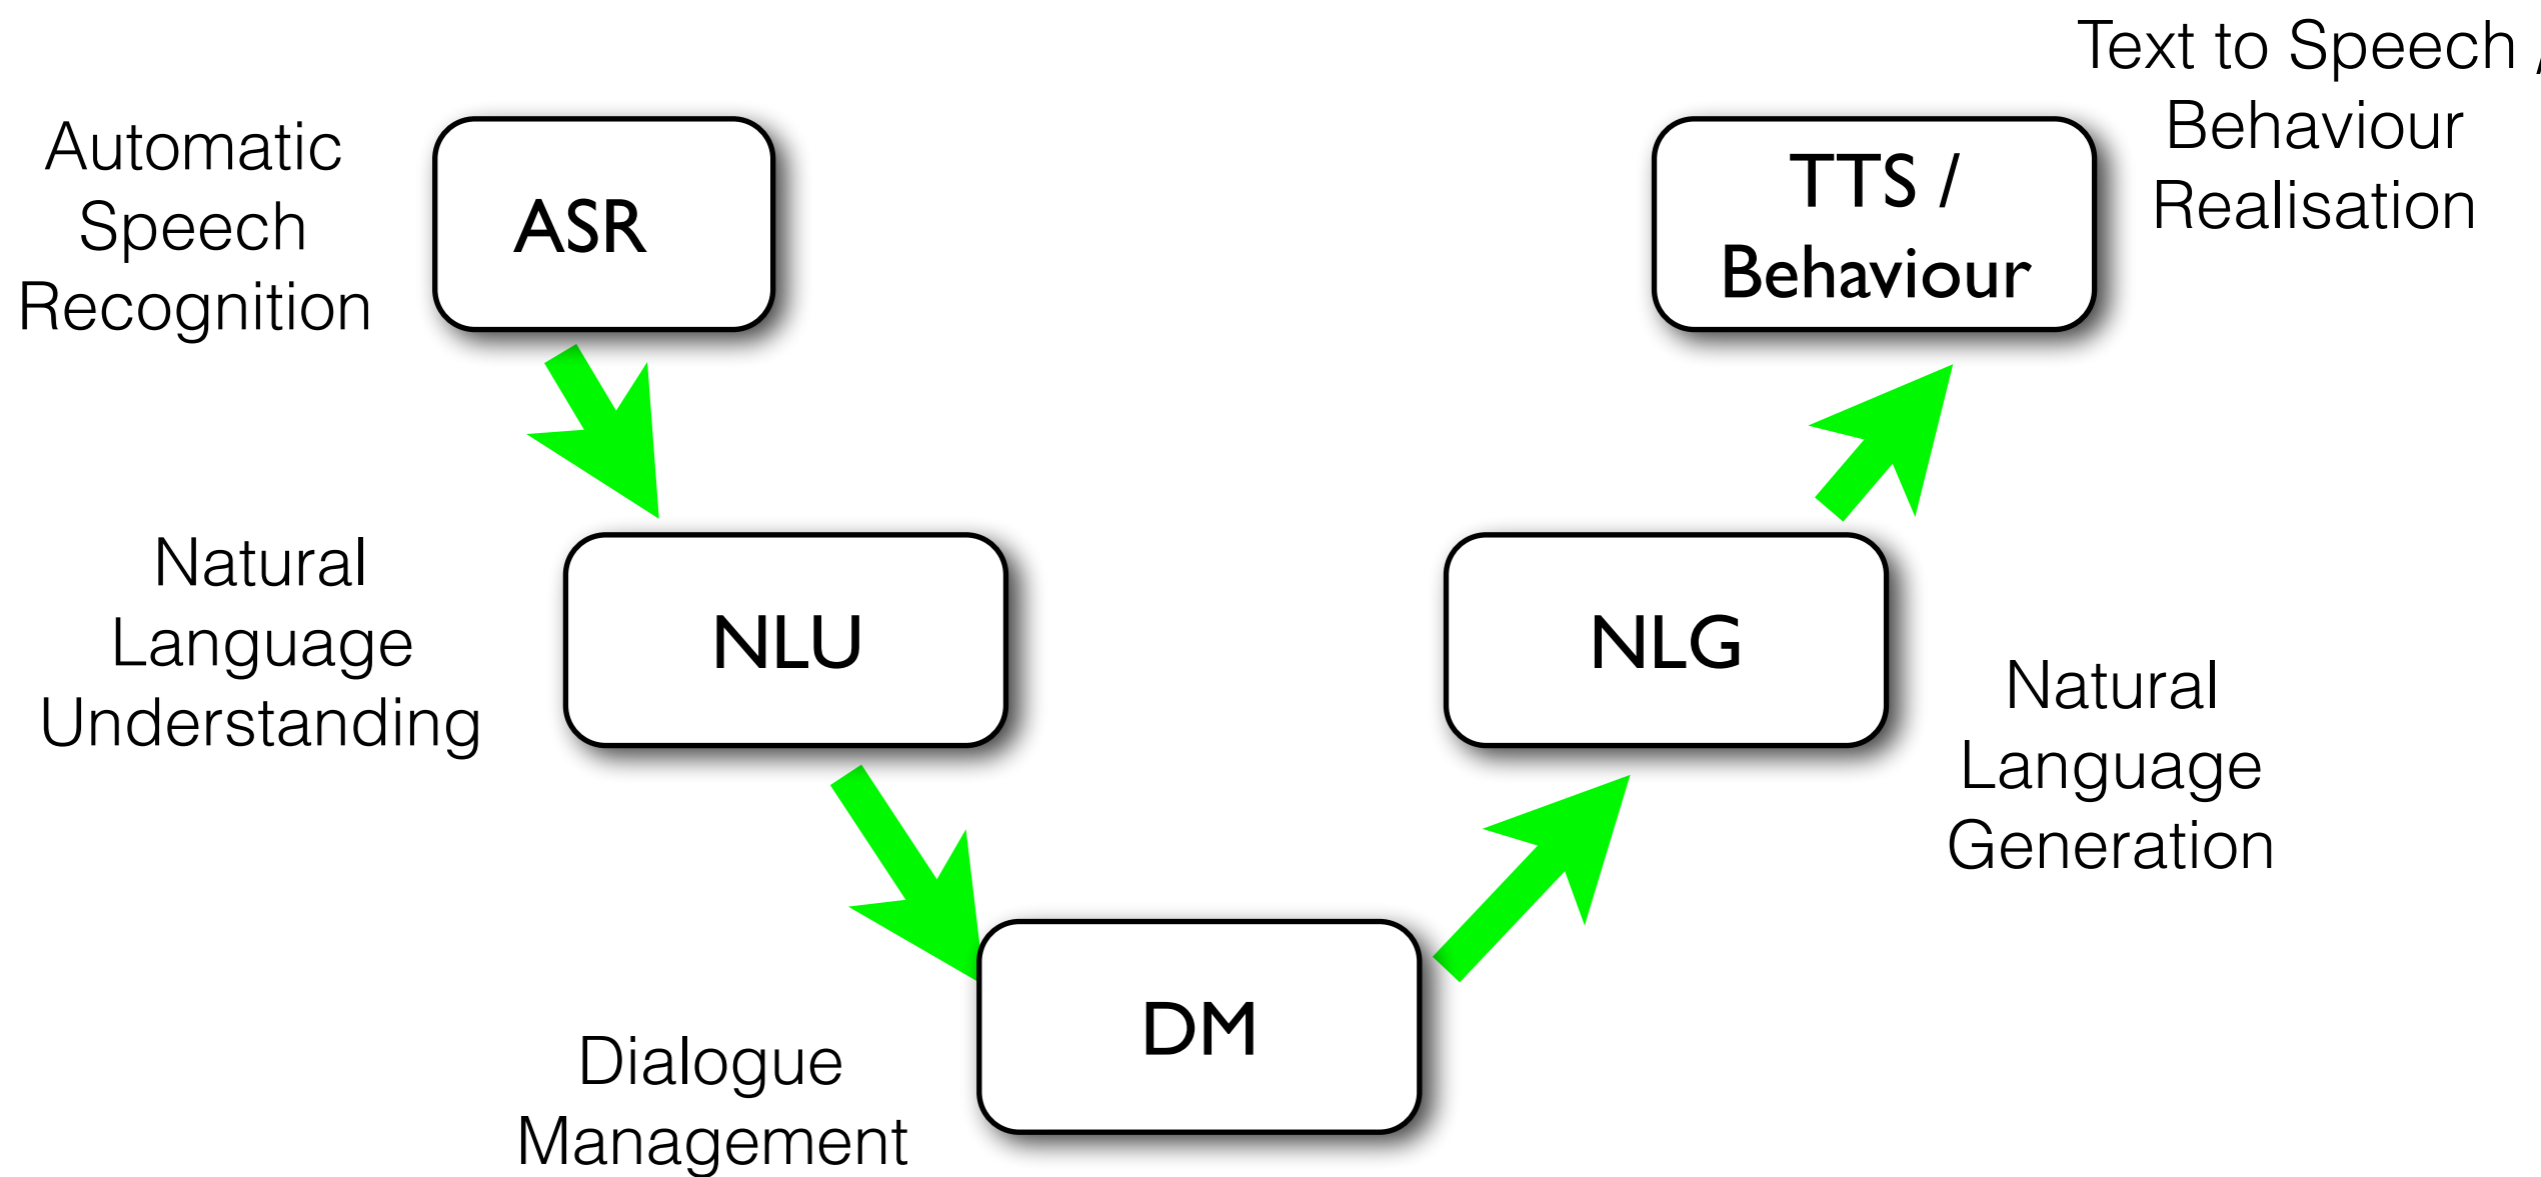 Automatic
Speech
Recognition
ASR
TTS /
Behaviour
Text to Speech /
Behaviour
Realisation
Natural
Language
Understanding
NLU
NLG
Natural
Language
Generation
Dialogue
Management
DM